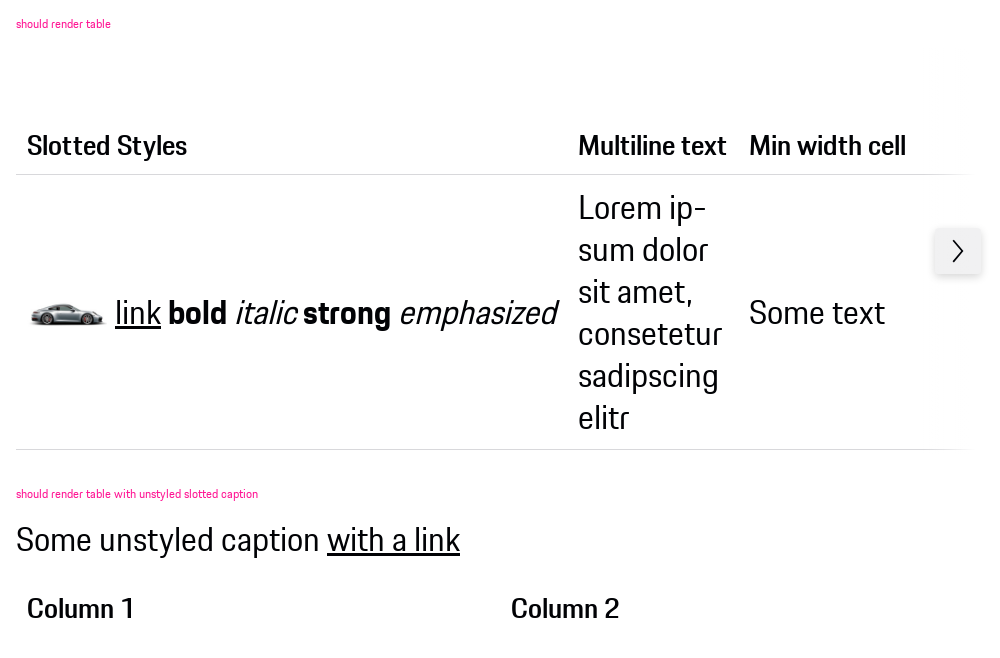 should render table
Slotted Styles Multiline text Min width cell
link bold italic strong emphasized
Lorem ip-
sum dolor
sit amet,
consetetur
sadipscing
elitr
Some text
should render table with unstyled slotted caption
Some unstyled caption with a link
Column 1 Column 2